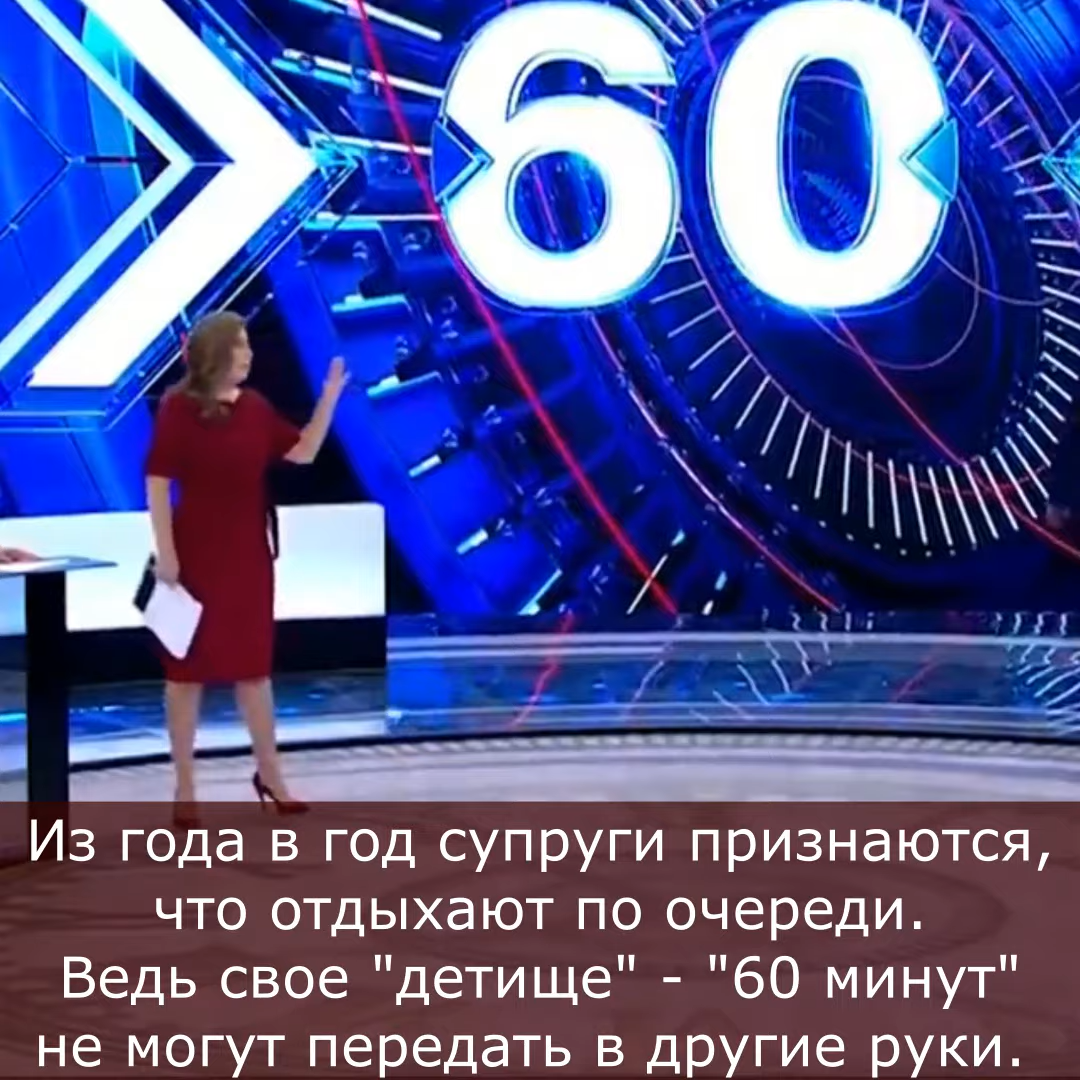 60
Из года в год супруги признаются,
что отдыхают по очереди.
Ведь свое "детище" - "60 минут"
не могут передать в другие руки.